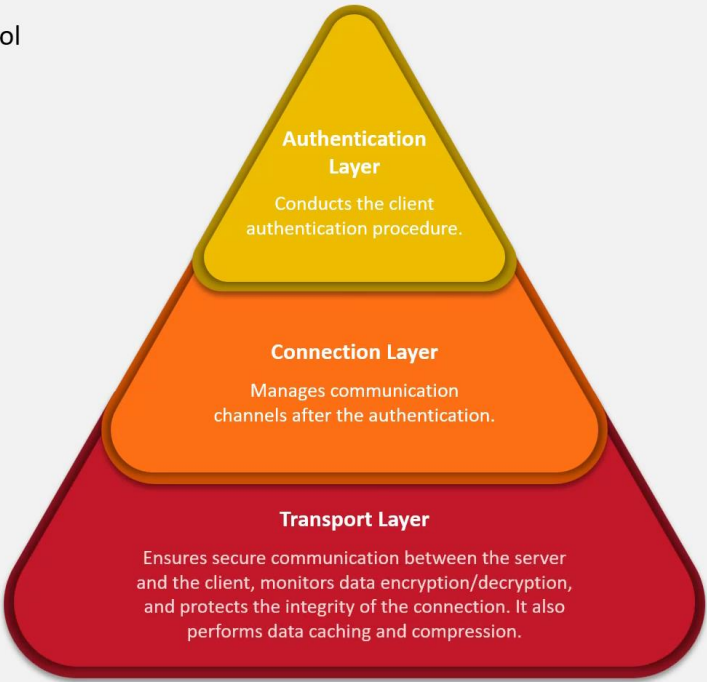 ol
Authentication
Layer
Conducts the client
authentication procedure.
Connection Layer
Manages communication
channels after the authentication.
Transport Layer
Ensures secure communication between the server
and the client, monitors data encryption/decryption,
and protects the integrity of the connection. It also
performs data caching and compression.